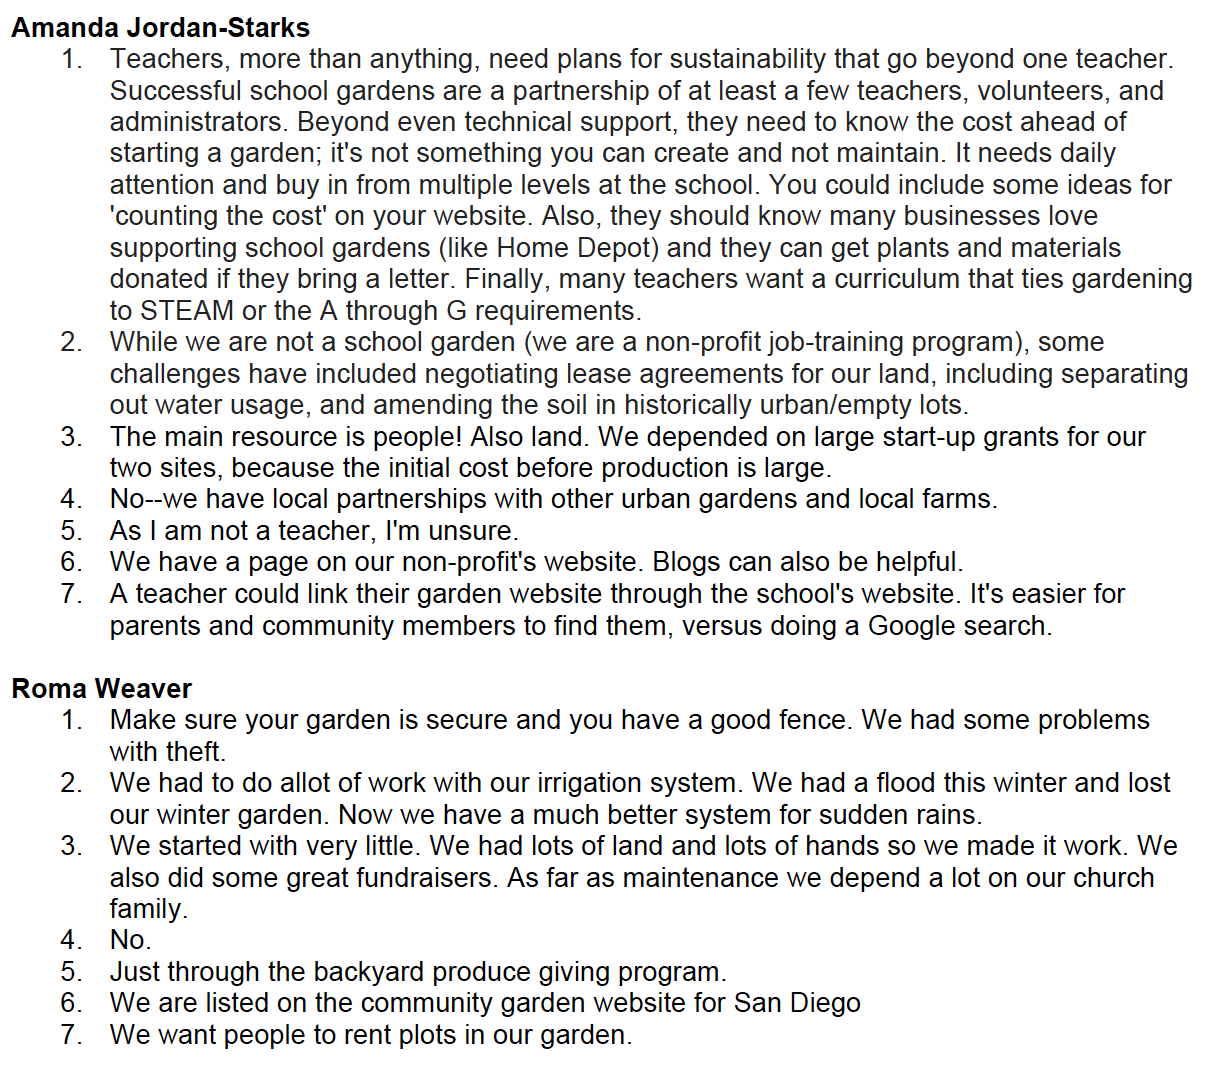 Amanda Jordan-Starks
1. Teachers, more than anything, need plans for sustainability that go beyond one teacher.
Successful school gardens are a partnership of at least a few teachers, volunteers, and
administrators. Beyond even technical support, they need to know the cost ahead of
starting a garden; it's not something you can create and not maintain. It needs daily
attention and buy in from multiple levels at the school. You could include some ideas for
'counting the cost' on your website. Also, they should know many businesses love
supporting school gardens (like Home Depot) and they can get plants and materials
donated if they bring a letter. Finally, many teachers want a curriculum that ties gardening
to STEAM or the A through G requirements.
2. While we are not a school garden (we are a non-profit job-training program), some
challenges have included negotiating lease agreements for our land, including separating
out water usage, and amending the soil in historically urban/empty lots.
3. The main resource is people! Also land. We depended on large start-up grants for our
two sites, because the initial cost before production is large.
4. No--we have local partnerships with other urban gardens and local farms.
5. As I am not a teacher, I'm unsure.
6. We have a page on our non-profit's website. Blogs can also be helpful.
7. A teacher could link their garden website through the school's website. It's easier for
parents and community members to find them, versus doing a Google search.
Roma Weaver
1. Make sure your garden is secure and you have a good fence. We had some problems
with theft.
2. We had to do allot of work with our irrigation system. We had a flood this winter and lost
our winter garden. Now we have a much better system for sudden rains.
3. We started with very little. We had lots of land and lots of hands so we made it work. We
also did some great fundraisers. As far as maintenance we depend a lot on our church
family.
4. No.
5. Just through the backyard produce giving program.
6. We are listed on the community garden website for San Diego
7. We want people to rent plots in our garden.